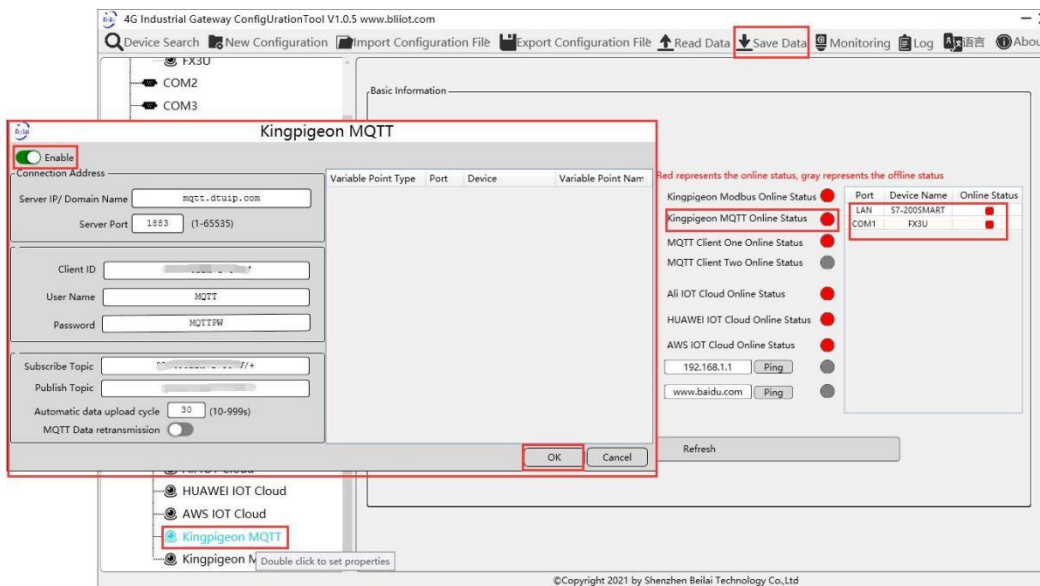 4G Industrial Gateway ConfigUrationTool V1.0.5 www.bliiot.com
Device Search New Configuration Import Configuration File Export Configuration File Read Data Save Data Monitoring Log 语言 Abou
FX3U
COM2
COM3
Basic Information
Kingpigeon MQTT
Enable
Connection Address
Server IP/ Domain Name mqtt.dtuip.com
Server Port 1883 (1-65535)
Client ID
User Name MQTT
Password MQTTPW
Subscribe Topic /+
Publish Topic
Automatic data upload cycle 30 (10-999s)
MQTT Data retransmission
Variable Point Type Port Device Variable Point Nam
OK Cancel
Red represents the online status, gray represents the offline status
Kingpigeon Modbus Online Status
Kingpigeon MQTT Online Status
MQTT Client One Online Status
MQTT Client Two Online Status
Ali IOT Cloud Online Status
HUAWEI IOT Cloud Online Status
AWS IOT Cloud Online Status
192.168.1.1 Ping
www.baidu.com Ping
Port Device Name Online Status
LAN S7-200SMART
COM1 FX3U
Refresh
HUAWEI IOT Cloud
AWS IOT Cloud
Kingpigeon MQTT
Kingpigeon M
Double click to set properties
©Copyright 2021 by Shenzhen Beilai Technology Co.,Ltd